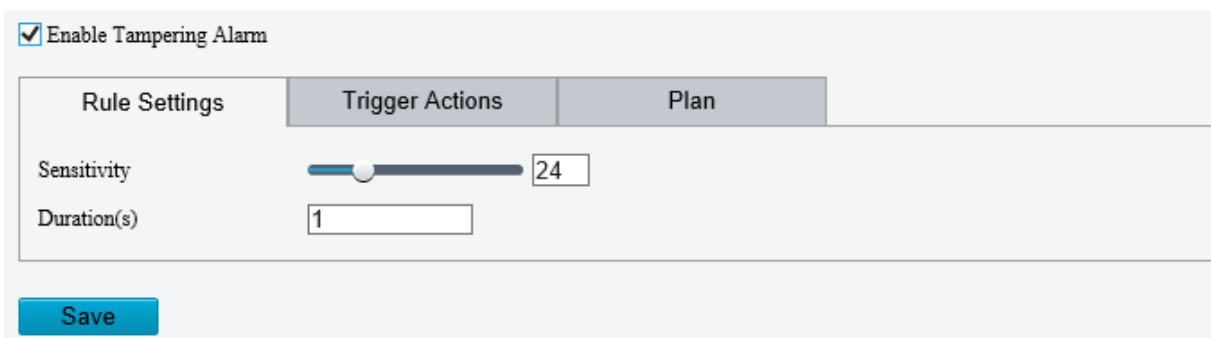 Enable Tampering Alarm
Rule Settings Trigger Actions Plan
Sensitivity 24
Duration(s) 1
Save